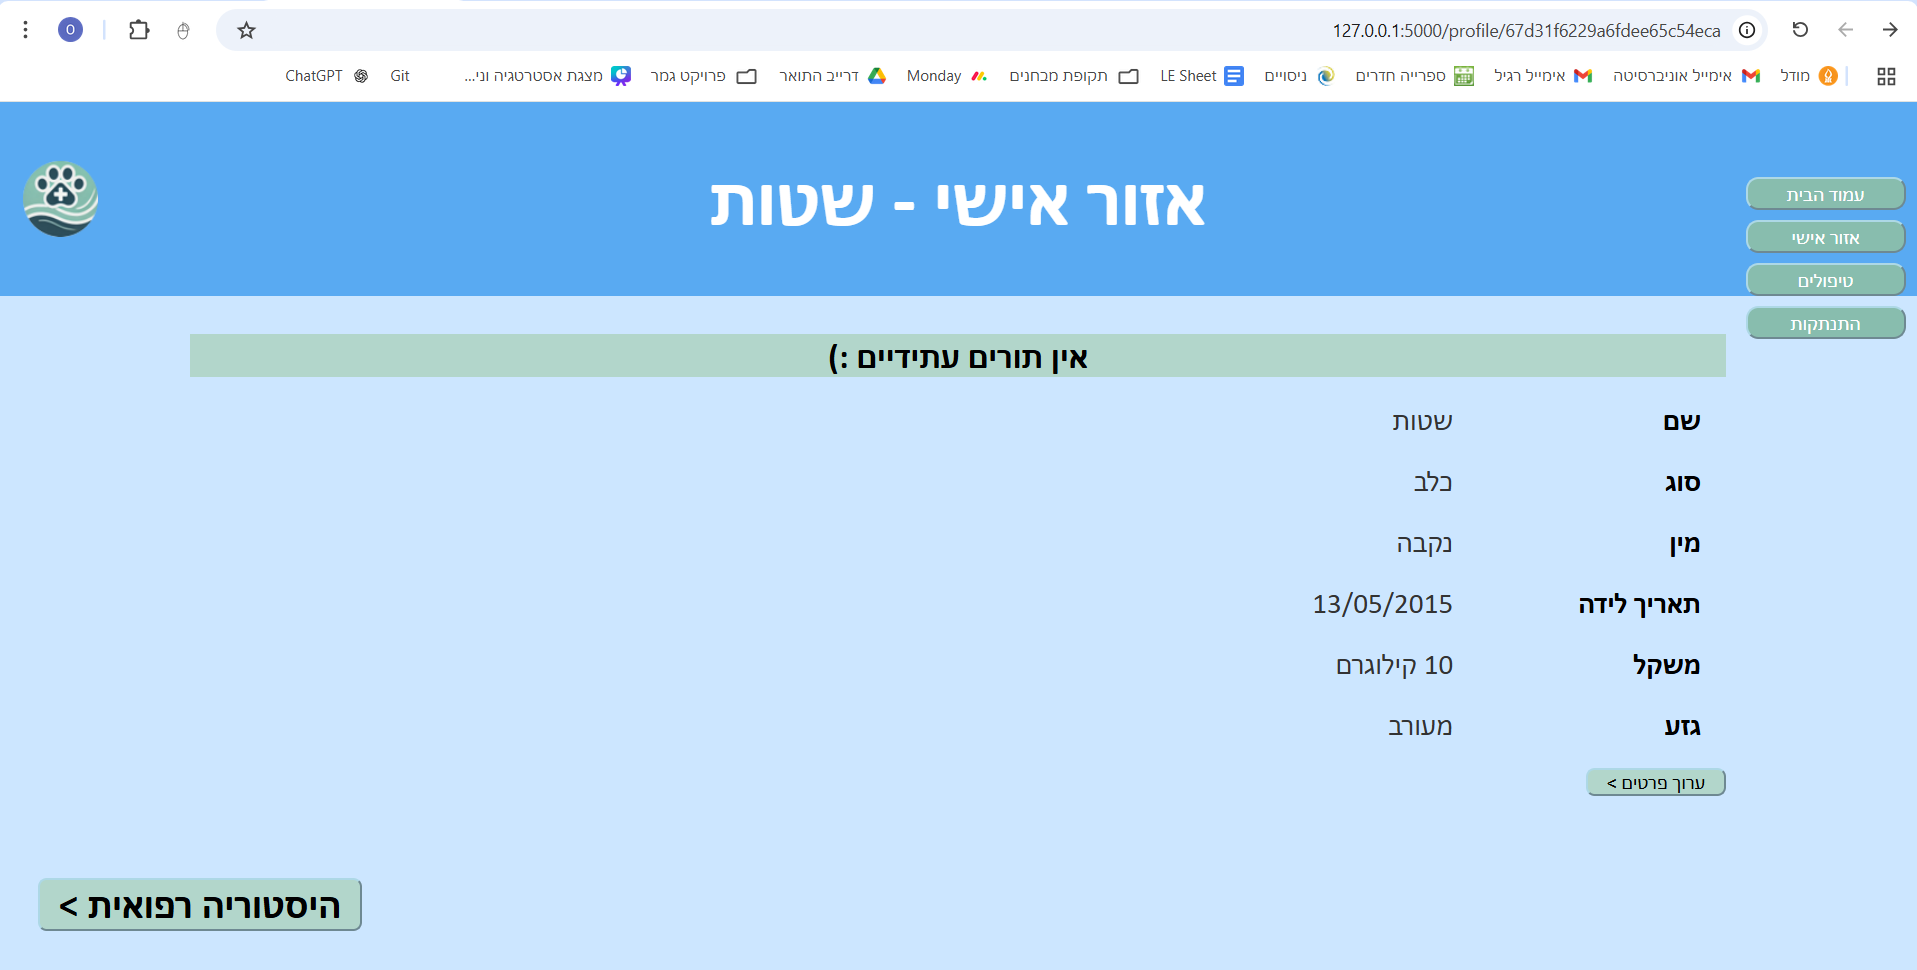 127.0.0.1:5000/profile/67d31f6229a6fdee65c54eca
O
מודל
אימייל אוניברסיטה
אימייל רגיל
ספרייה חדרים
ניסויים
LE Sheet
תקופת מבחנים
Monday
דרייב התואר
פרויקט גמר
מצגת אסטרטגיה וני...
Git
ChatGPT
עמוד הבית
אזור אישי
טיפולים
התנתקות
אזור אישי - שטות
אין תורים עתידיים :)
שם שטות
סוג כלב
מין נקבה
תאריך לידה 13/05/2015
משקל 10 קילוגרם
גזע מעורב
ערוך פרטים >
היסטוריה רפואית >